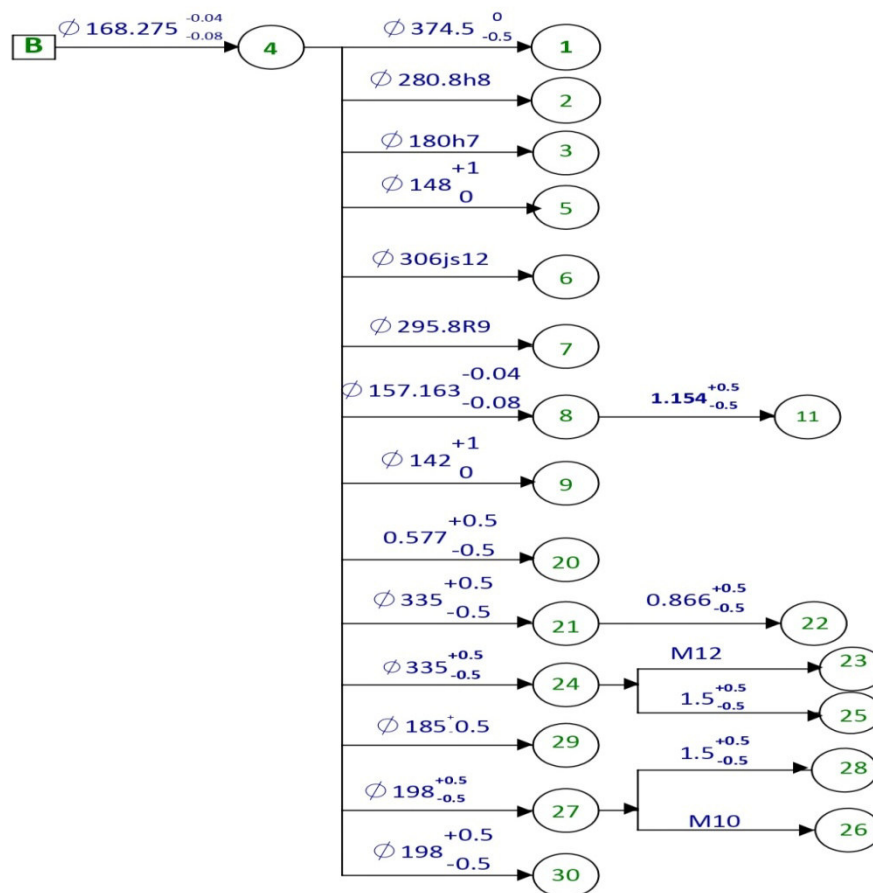 B
∅ 168.275 -0.04 -0.08
4
∅ 374.5 0 -0.5
1
∅ 280.8h8
2
∅ 180h7
3
∅ 148 +1 0
5
∅ 306js12
6
∅ 295.8R9
7
∅ 157.163 -0.04 -0.08
8
1.154 +0.5 -0.5
11
∅ 142 +1 0
9
0.577 +0.5 -0.5
20
∅ 335 +0.5 -0.5
21
0.866 +0.5 -0.5
22
∅ 335 +0.5 -0.5
24
M12
23
1.5 +0.5 -0.5
25
∅ 185 +-0.5
29
∅ 198 +0.5 -0.5
27
1.5 +0.5 -0.5
28
M10
26
∅ 198 +0.5 -0.5
30